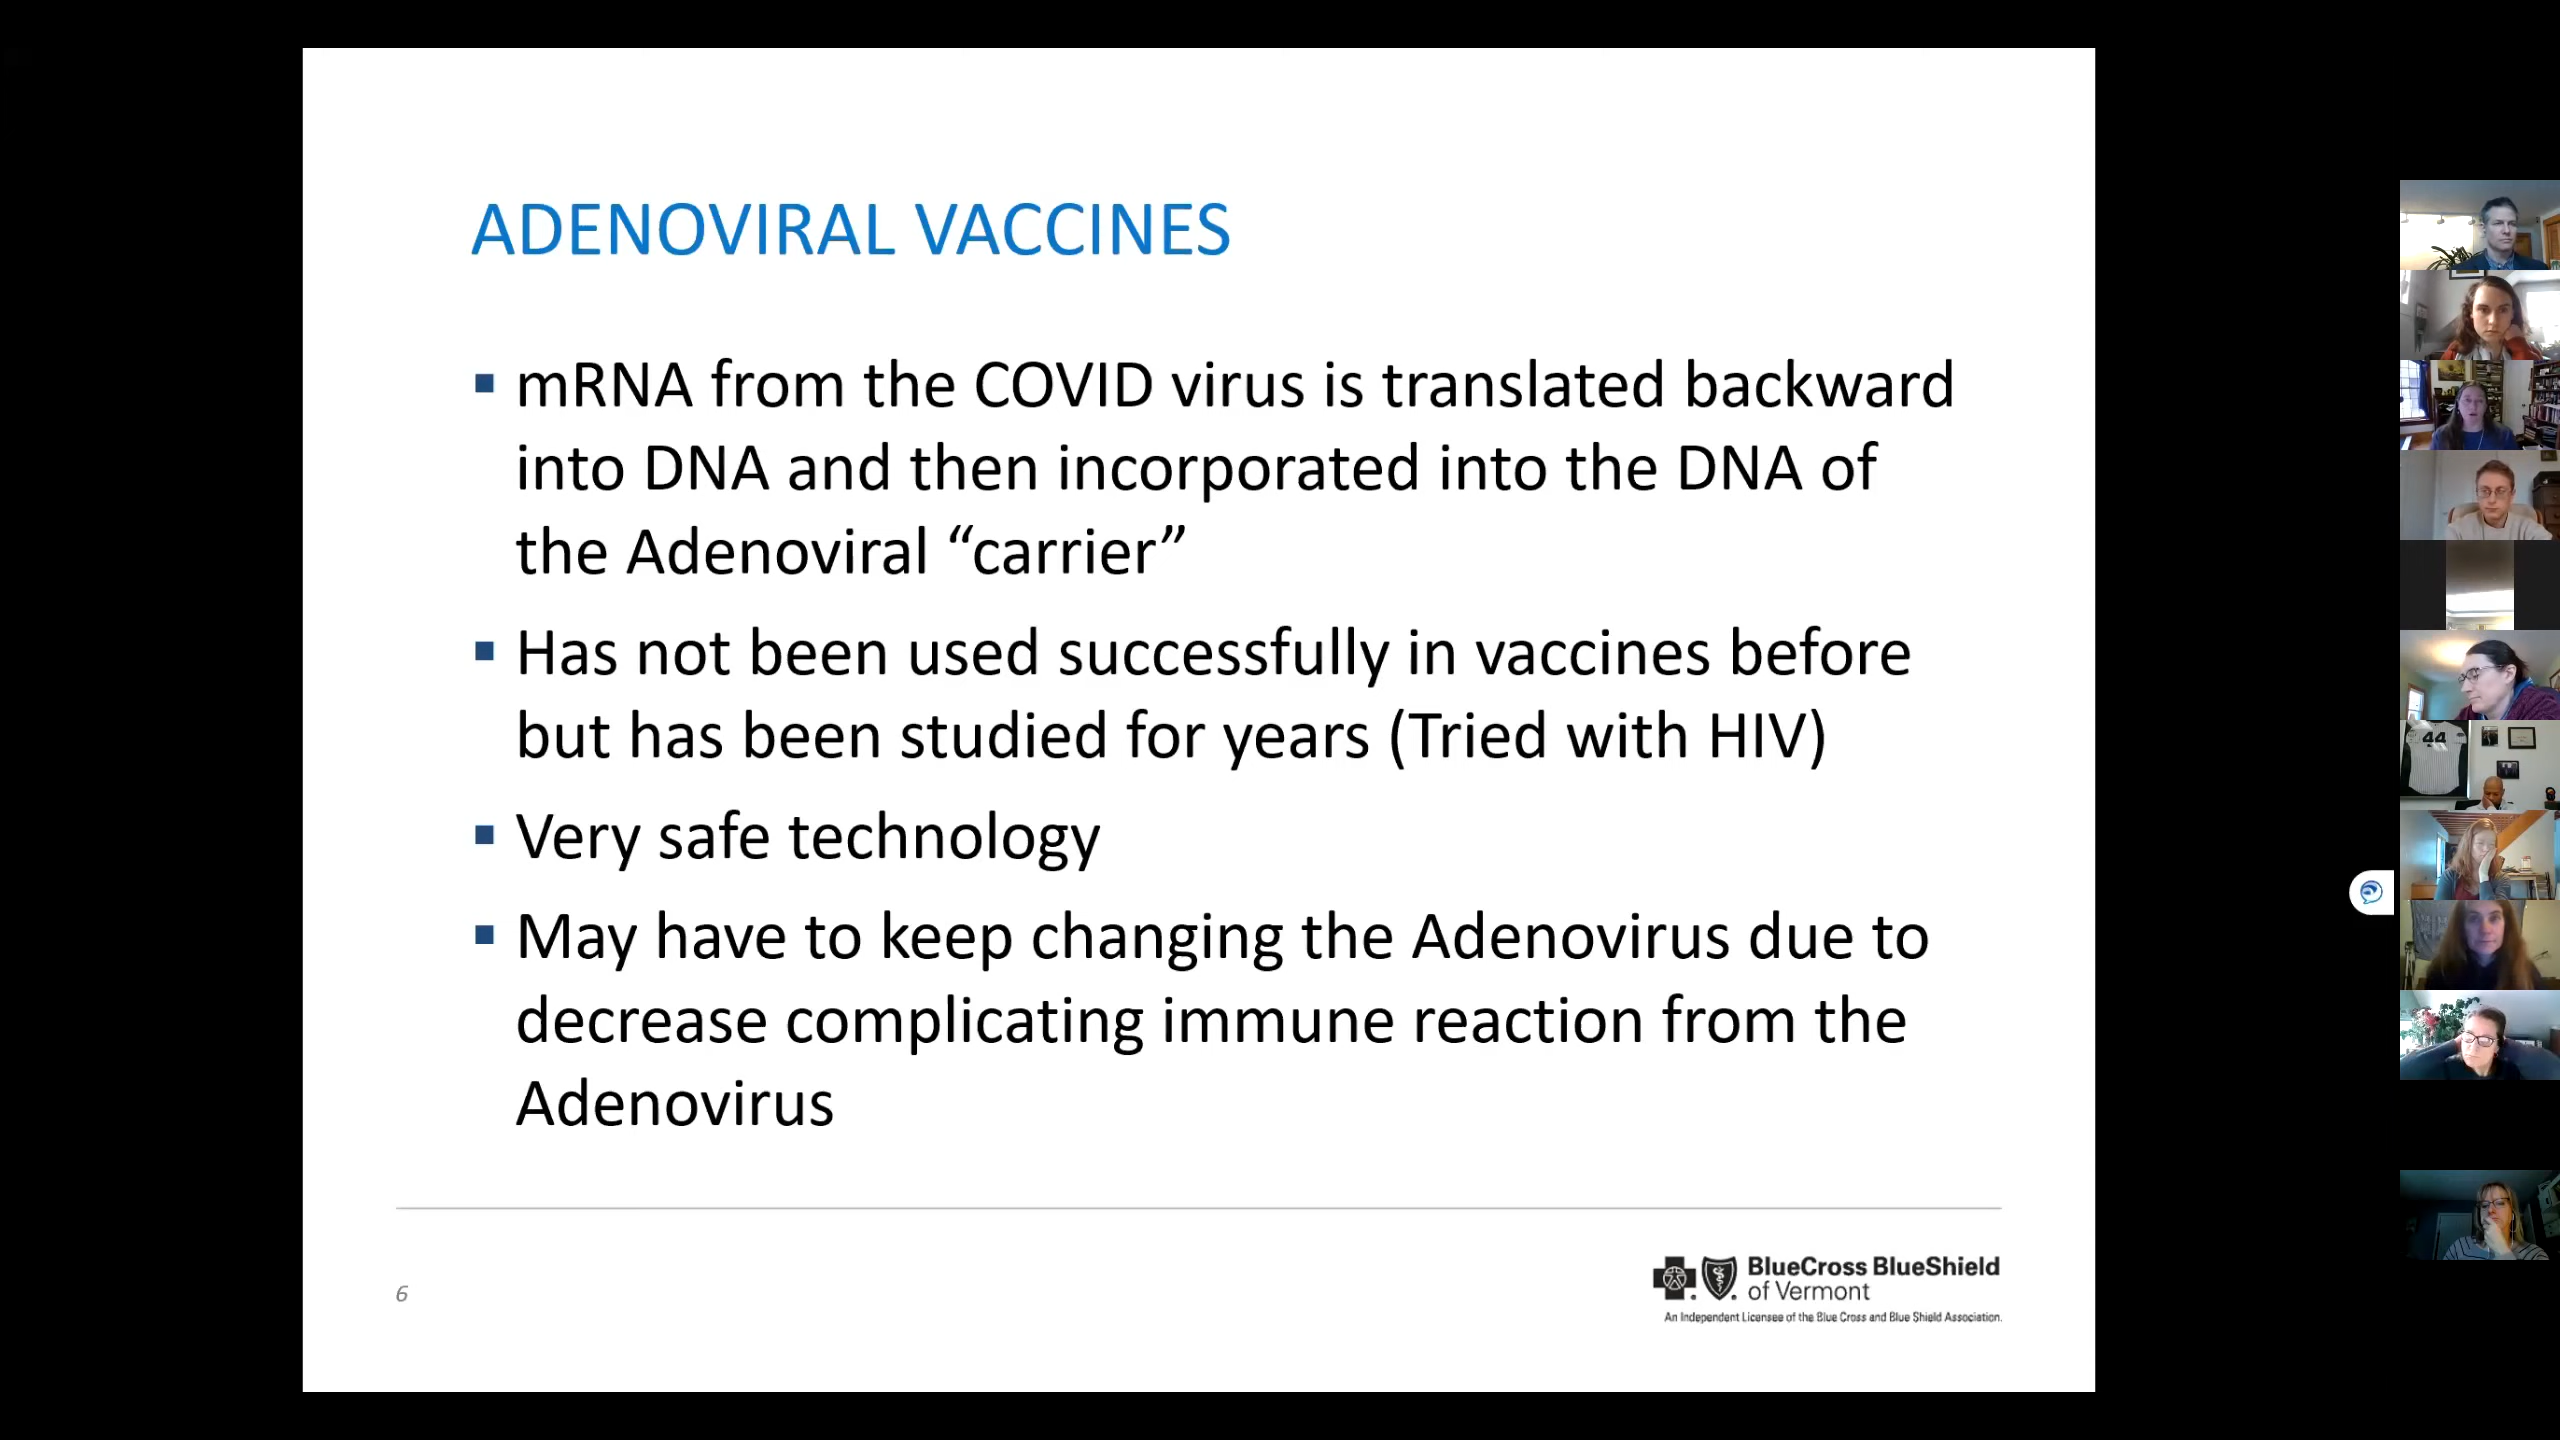 ADENOVIRAL VACCINES
▪ mRNA from the COVID virus is translated backward
into DNA and then incorporated into the DNA of
the Adenoviral “carrier”
▪ Has not been used successfully in vaccines before
but has been studied for years (Tried with HIV)
▪ Very safe technology
▪ May have to keep changing the Adenovirus due to
decrease complicating immune reaction from the
Adenovirus
6
BlueCross BlueShield
of Vermont
An Independent Licensee of the Blue Cross and Blue Shield Association.
44